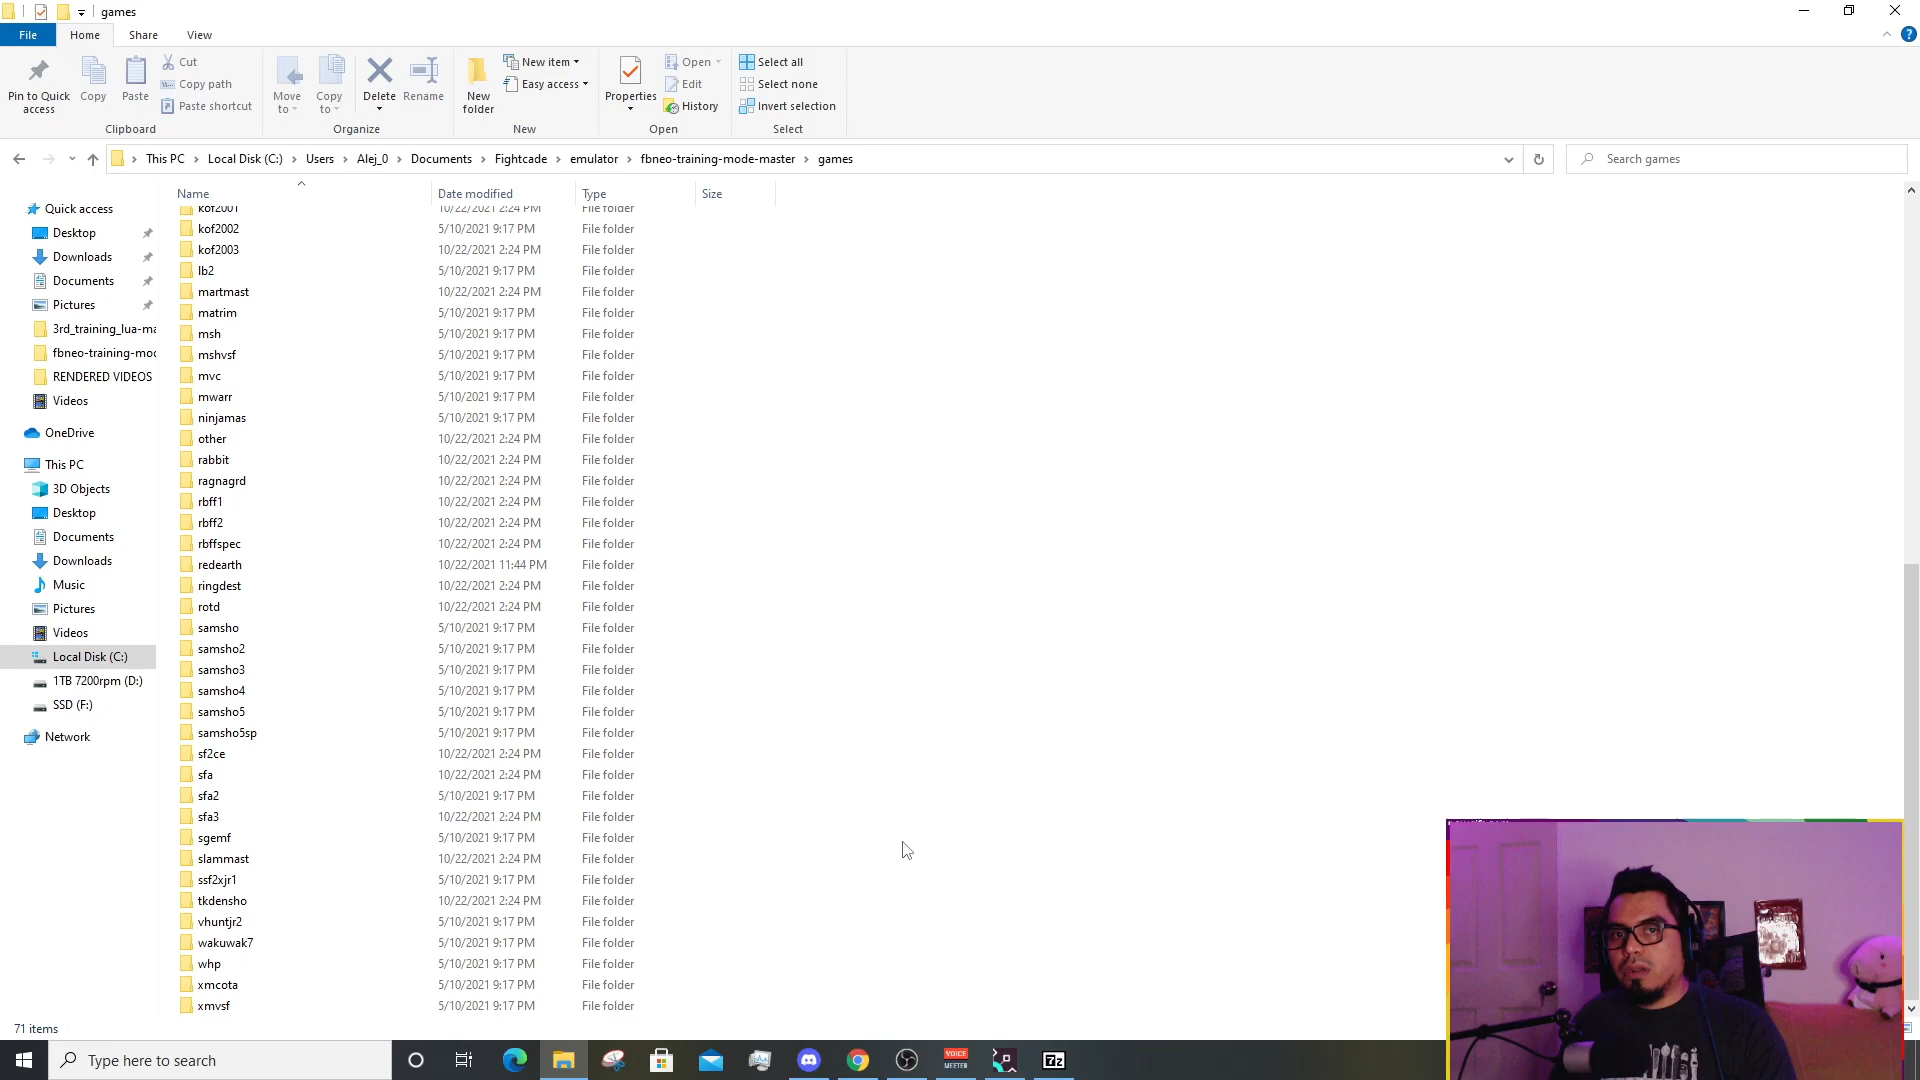 games
File Home Share View
Pin to Quick access
Copy
Paste
Cut
Copy path
Paste shortcut
Clipboard
Move to
Copy to
Delete
Rename
Organize
New folder
New item
Easy access
New
Properties
Open
Edit
History
Open
Select all
Select none
Invert selection
Select
This PC > Local Disk (C:) > Users > Alej_0 > Documents > Fightcade > emulator > fbneo-training-mode-master > games
Search games
Quick access
Desktop
Downloads
Documents
Pictures
3rd_training_lua-ma
fbneo-training-mod
RENDERED VIDEOS
Videos
OneDrive
This PC
3D Objects
Desktop
Documents
Downloads
Music
Pictures
Videos
Local Disk (C:)
1TB 7200rpm (D:)
SSD (F:)
Network
Name Date modified Type Size
kof2001 10/22/2021 2:24 PM File folder
kof2002 5/10/2021 9:17 PM File folder
kof2003 10/22/2021 2:24 PM File folder
lb2 5/10/2021 9:17 PM File folder
martmast 10/22/2021 2:24 PM File folder
matrim 5/10/2021 9:17 PM File folder
msh 5/10/2021 9:17 PM File folder
mshvsf 5/10/2021 9:17 PM File folder
mvc 5/10/2021 9:17 PM File folder
mwarr 5/10/2021 9:17 PM File folder
ninjamas 5/10/2021 9:17 PM File folder
other 10/22/2021 2:24 PM File folder
rabbit 10/22/2021 2:24 PM File folder
ragnagrd 10/22/2021 2:24 PM File folder
rbff1 10/22/2021 2:24 PM File folder
rbff2 10/22/2021 2:24 PM File folder
rbffspec 10/22/2021 2:24 PM File folder
redearth 10/22/2021 11:44 PM File folder
ringdest 10/22/2021 2:24 PM File folder
rotd 10/22/2021 2:24 PM File folder
samsho 5/10/2021 9:17 PM File folder
samsho2 5/10/2021 9:17 PM File folder
samsho3 5/10/2021 9:17 PM File folder
samsho4 5/10/2021 9:17 PM File folder
samsho5 5/10/2021 9:17 PM File folder
samsho5sp 5/10/2021 9:17 PM File folder
sf2ce 10/22/2021 2:24 PM File folder
sfa 10/22/2021 2:24 PM File folder
sfa2 5/10/2021 9:17 PM File folder
sfa3 10/22/2021 2:24 PM File folder
sgemf 5/10/2021 9:17 PM File folder
slammast 10/22/2021 2:24 PM File folder
ssf2xjr1 5/10/2021 9:17 PM File folder
tkdensho 10/22/2021 2:24 PM File folder
vhuntjr2 5/10/2021 9:17 PM File folder
wakuwak7 5/10/2021 9:17 PM File folder
whp 5/10/2021 9:17 PM File folder
xmcota 5/10/2021 9:17 PM File folder
xmvsf 5/10/2021 9:17 PM File folder
71 items
Type here to search
VOICE
MEETER
7z